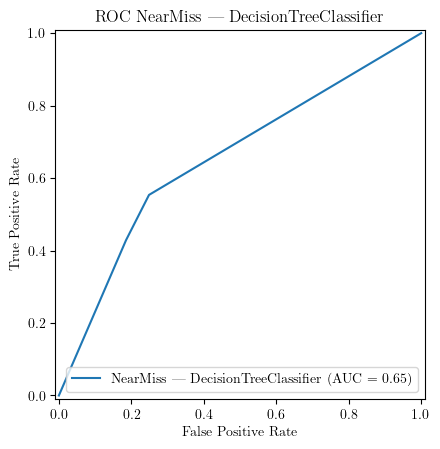 ROC NearMiss — DecisionTreeClassifier
1.0
0.8
0.6
0.4
0.2
0.0
True Positive Rate
NearMiss — DecisionTreeClassifier (AUC = 0.65)
0.0 0.2 0.4 0.6 0.8 1.0
False Positive Rate